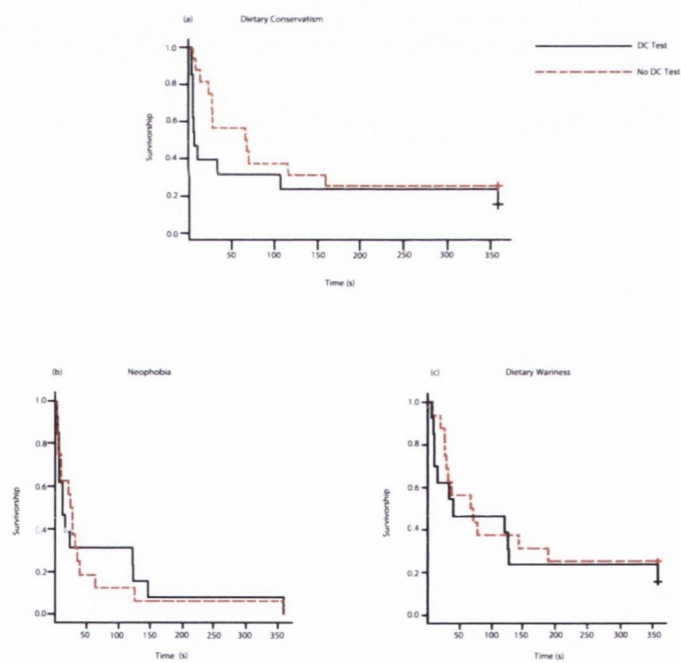 (a) Dietary Conservatism
DC Test
No DC Test
1.0
0.8
0.6
0.4
0.2
0.0
Survivorship
50 100 150 200 250 300 350
Time (s)
(b) Neophobia
1.0
0.8
0.6
0.4
0.2
0.0
Survivorship
50 100 150 200 250 300 350
Time (s)
(c) Dietary Wariness
1.0
0.8
0.6
0.4
0.2
0.0
Survivorship
50 100 150 200 250 300 350
Time (s)